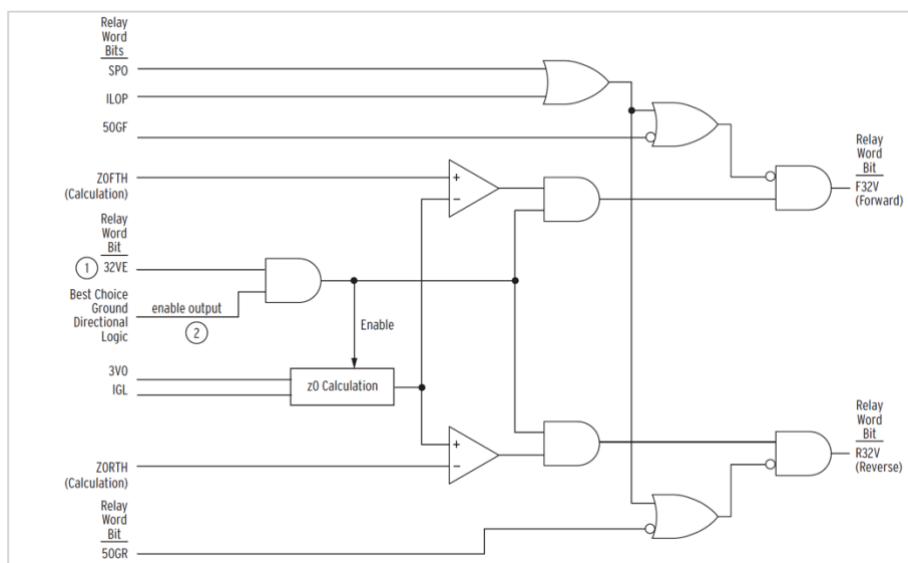 Relay
Word
Bits
SPO
ILOP
50GF
Z0FTH
(Calculation)
Relay
Word
Bit
1 32VE
Best Choice
Ground
Directional
Logic
enable output
2
Enable
3V0
IGL
z0 Calculation
Z0RTH
(Calculation)
Relay
Word
Bit
50GR
+
−
+
−
Relay
Word
Bit
F32V
(Forward)
Relay
Word
Bit
R32V
(Reverse)